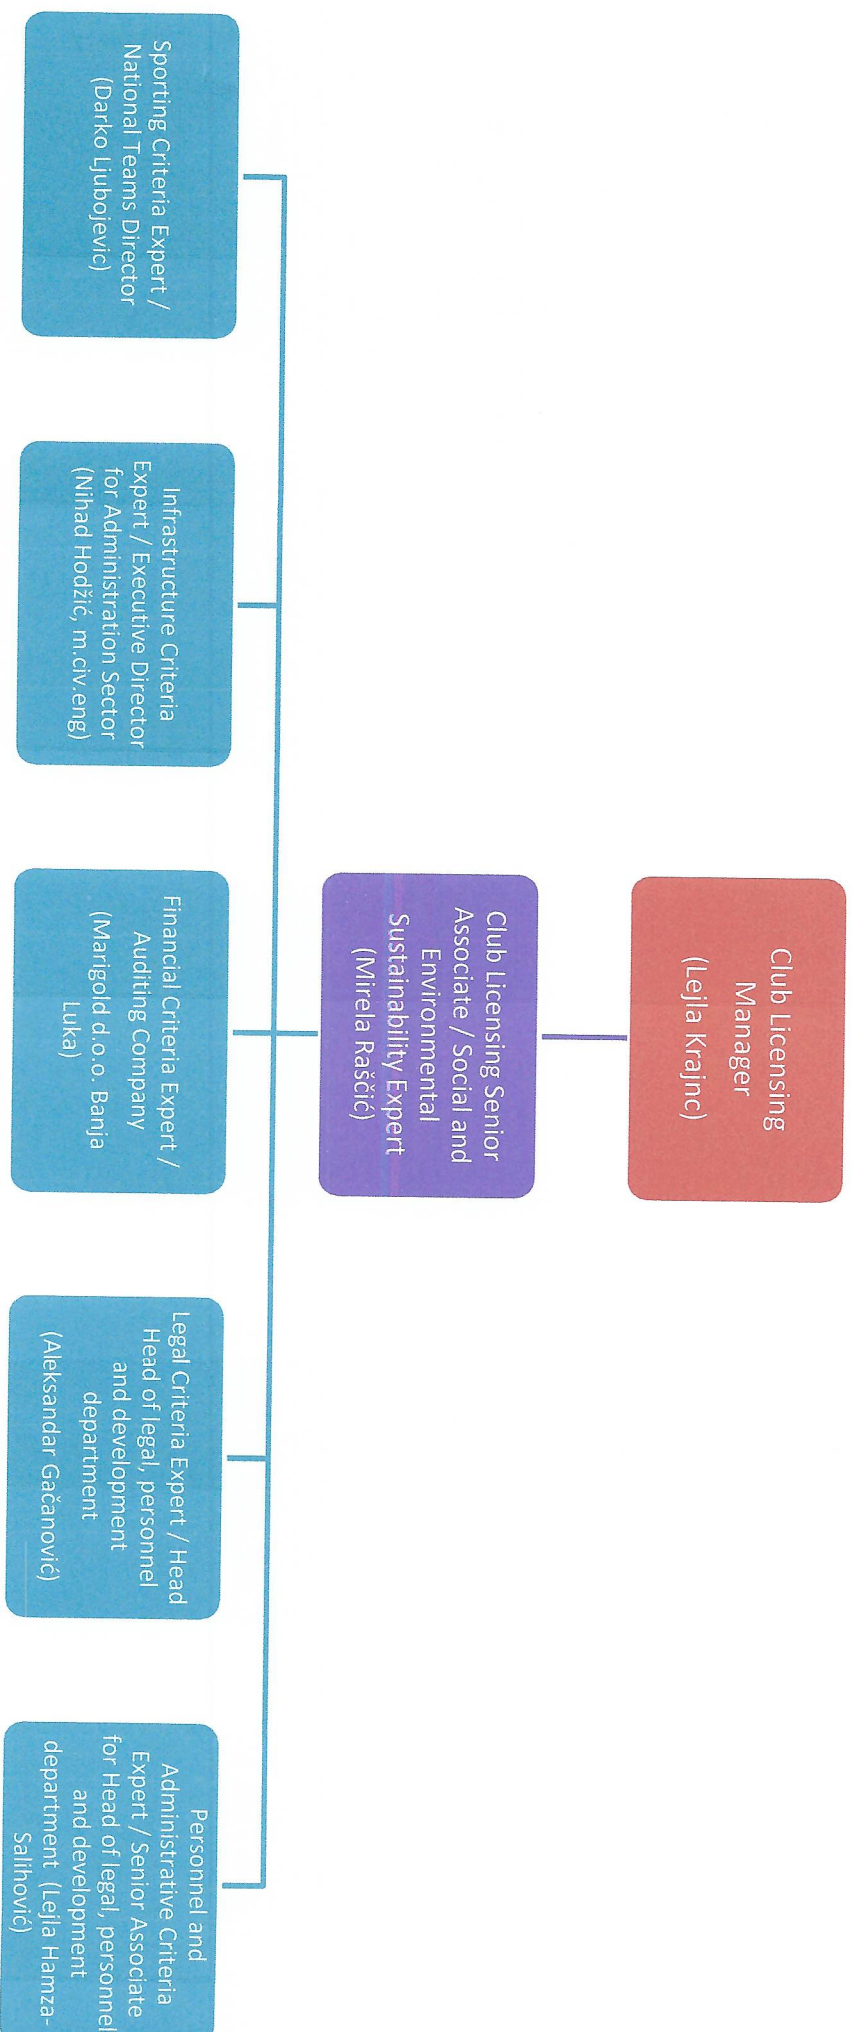 Club Licensing
Manager
(Lejla Krajnc)
Club Licensing Senior
Associate / Social and
Environmental
Sustainability Expert
(Mirela Raščić)
Sporting Criteria Expert /
National Teams Director
(Darko Ljubojevic)
Infrastructure Criteria
Expert / Executive Director
for Administration Sector
(Nihad Hodžić, m.civ.eng)
Financial Criteria Expert /
Auditing Company
(Marigold d.o.o. Banja
Luka)
Legal Criteria Expert / Head
Head of legal, personnel
and development
department
(Aleksandar Gačanović)
Personnel and
Administrative Criteria
Expert / Senior Associate
for Head of legal, personnel
and development
department (Lejla Hamza-
Salihović)